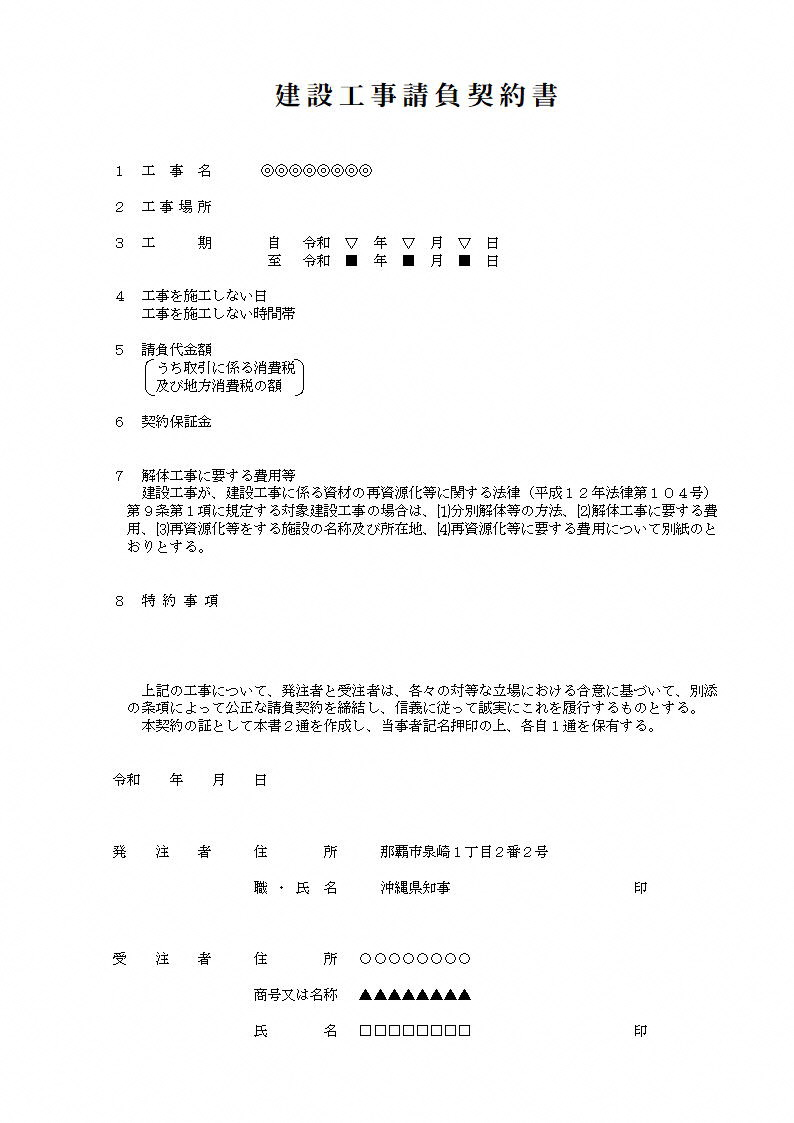 建設工事請負契約書
１　工　事　名　　　◎◎◎◎◎◎◎◎
２　工事場所
３　工　　　期　　　　自　令和　▽　年　▽　月　▽　日
至　令和　■　年　■　月　■　日
４　工事を施工しない日
工事を施工しない時間帯
５　請負代金額
うち取引に係る消費税
及び地方消費税の額
６　契約保証金
７　解体工事に要する費用等
建設工事が、建設工事に係る資材の再資源化等に関する法律（平成１２年法律第１０４号）
第９条第１項に規定する対象建設工事の場合は、[1]分別解体等の方法、[2]解体工事に要する費
用、[3]再資源化等をする施設の名称及び所在地、[4]再資源化等に要する費用について別紙のと
おりとする。
８　特約事項
上記の工事について、発注者と受注者は、各々の対等な立場における合意に基づいて、別添
の条項によって公正な請負契約を締結し、信義に従って誠実にこれを履行するものとする。
本契約の証として本書２通を作成し、当事者記名押印の上、各自１通を保有する。
令和　　年　　月　　日
発　　注　　者　　　住　　　　所　　　那覇市泉崎１丁目２番２号
職・氏名　　　沖縄県知事　　　　　　　　　　　　　印
受　　注　　者　　　住　　　　所　　○○○○○○○○
商号又は名称　　▲▲▲▲▲▲▲▲
氏　　　　名　　□□□□□□□□　　　　　　　　　　　　印